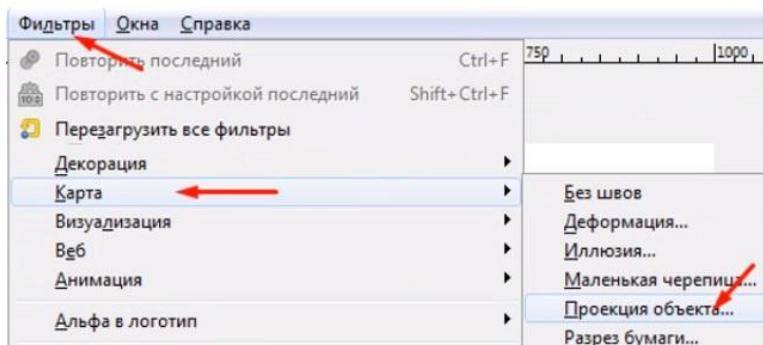 Фильтры Окна Справка
Повторить последний Ctrl+F
Повторить с настройкой последний Shift+Ctrl+F
Перезагрузить все фильтры
Декорация
Карта
Визуализация
Веб
Анимация
Альфа в логотип
750 1000
Без швов
Деформация...
Иллюзия...
Маленькая черепица...
Проекция объекта...
Разрез бумаги...